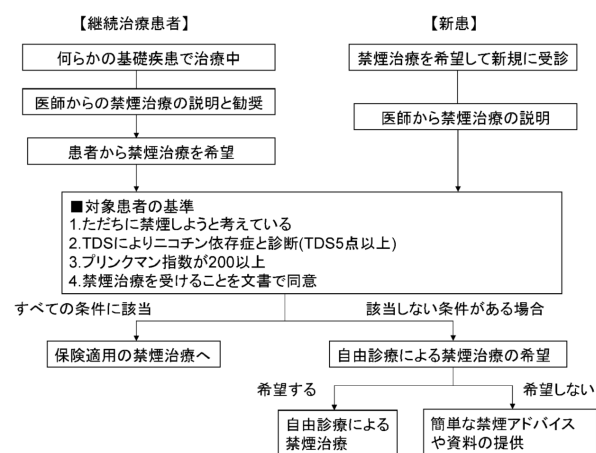 【継続治療患者】
【新患】
何らかの基礎疾患で治療中
禁煙治療を希望して新規に受診
医師からの禁煙治療の説明と勧奨
医師から禁煙治療の説明
患者から禁煙治療を希望
■対象患者の基準
1.ただちに禁煙しようと考えている
2.TDSによりニコチン依存症と診断(TDS5点以上)
3.プリンクマン指数が200以上
4.禁煙治療を受けることを文書で同意
すべての条件に該当
該当しない条件がある場合
保険適用の禁煙治療へ
自由診療による禁煙治療の希望
希望する
希望しない
自由診療による
禁煙治療
簡単な禁煙アドバイス
や資料の提供